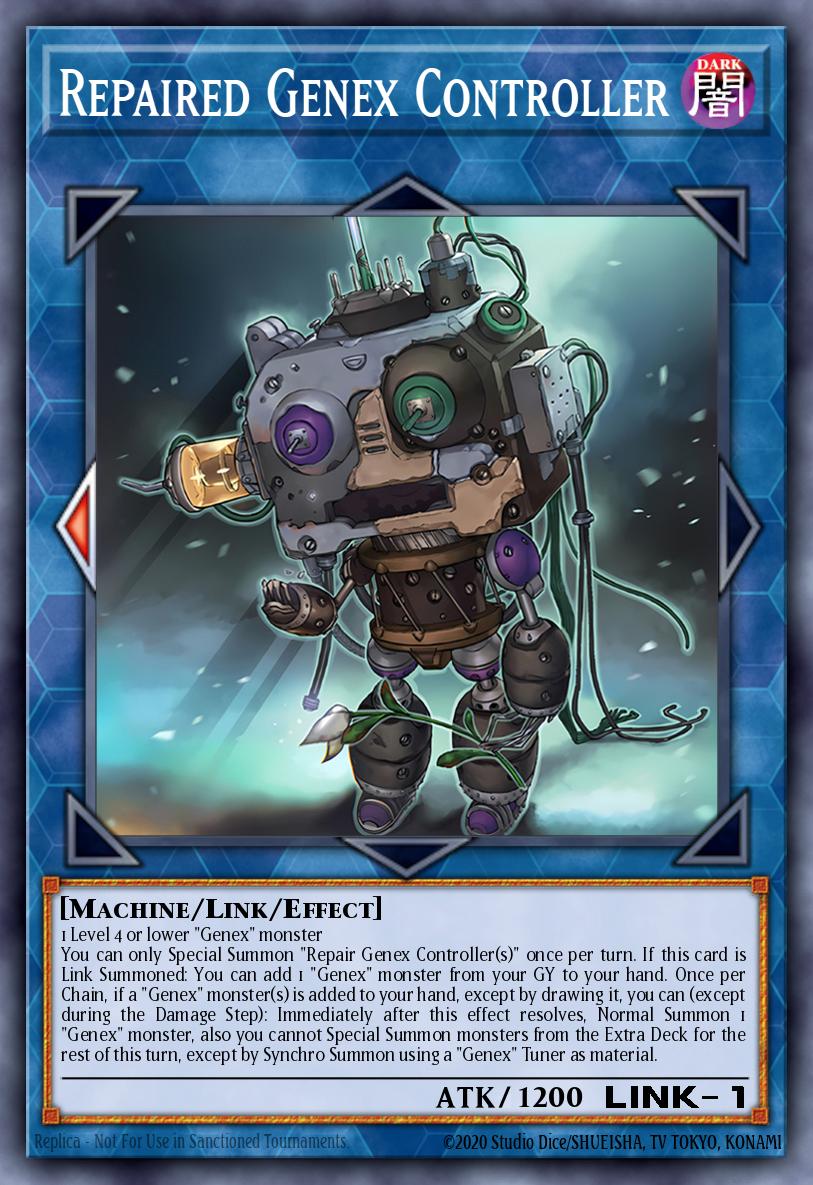 REPAIRED GENEX CONTROLLER
DARK
闇
[MACHINE/LINK/EFFECT]
1 Level 4 or lower "Genex" monster
You can only Special Summon "Repair Genex Controller(s)" once per turn. If this card is
Link Summoned: You can add 1 "Genex" monster from your GY to your hand. Once per
Chain, if a "Genex" monster(s) is added to your hand, except by drawing it, you can (except
during the Damage Step): Immediately after this effect resolves, Normal Summon 1
"Genex" monster, also you cannot Special Summon monsters from the Extra Deck for the
rest of this turn, except by Synchro Summon using a "Genex" Tuner as material.
ATK/1200 LINK-1
Replica - Not For Use in Sanctioned Tournaments. ©2020 Studio Dice/SHUEISHA, TV TOKYO, KONAMI